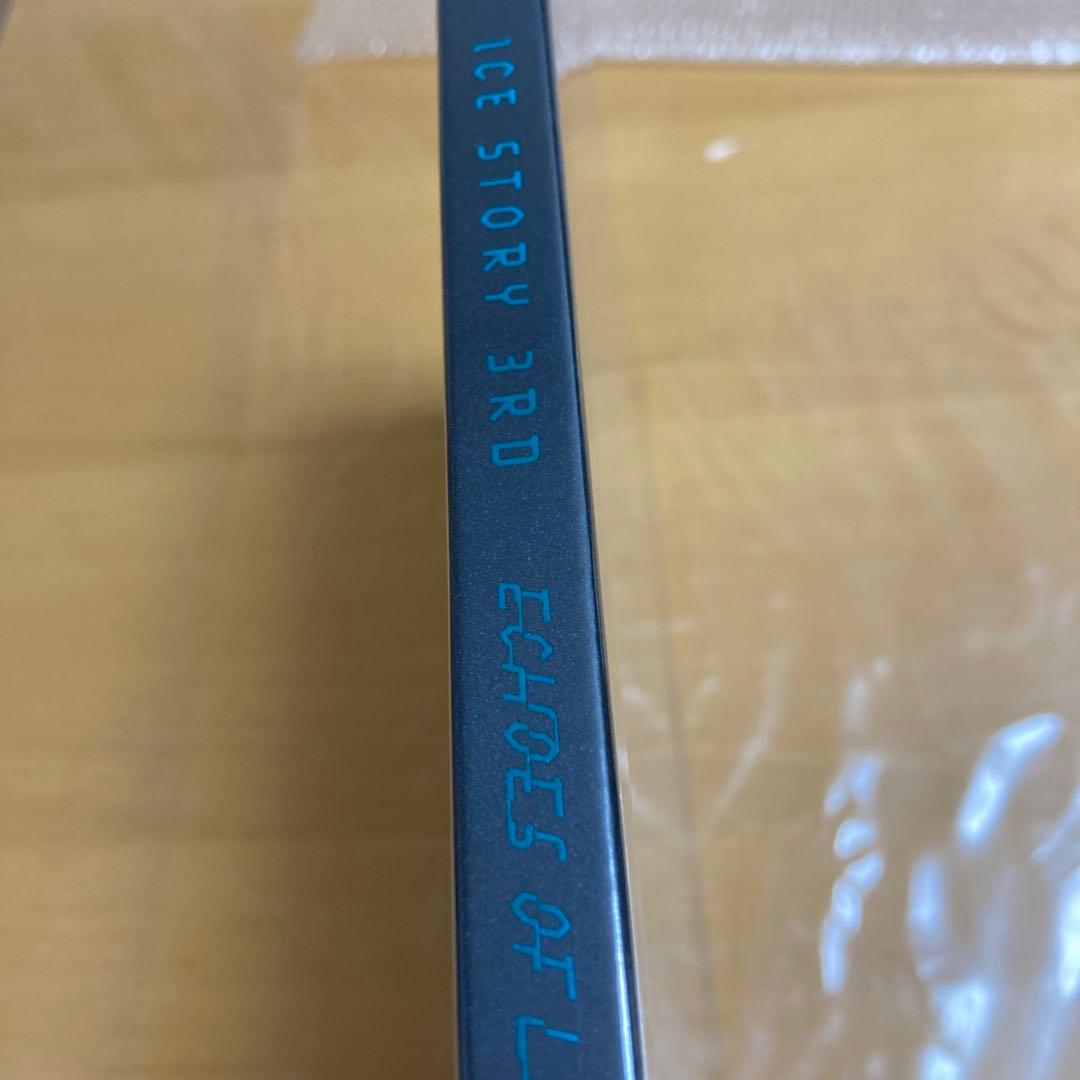 ICE STORY 3RD ECHOES OF L